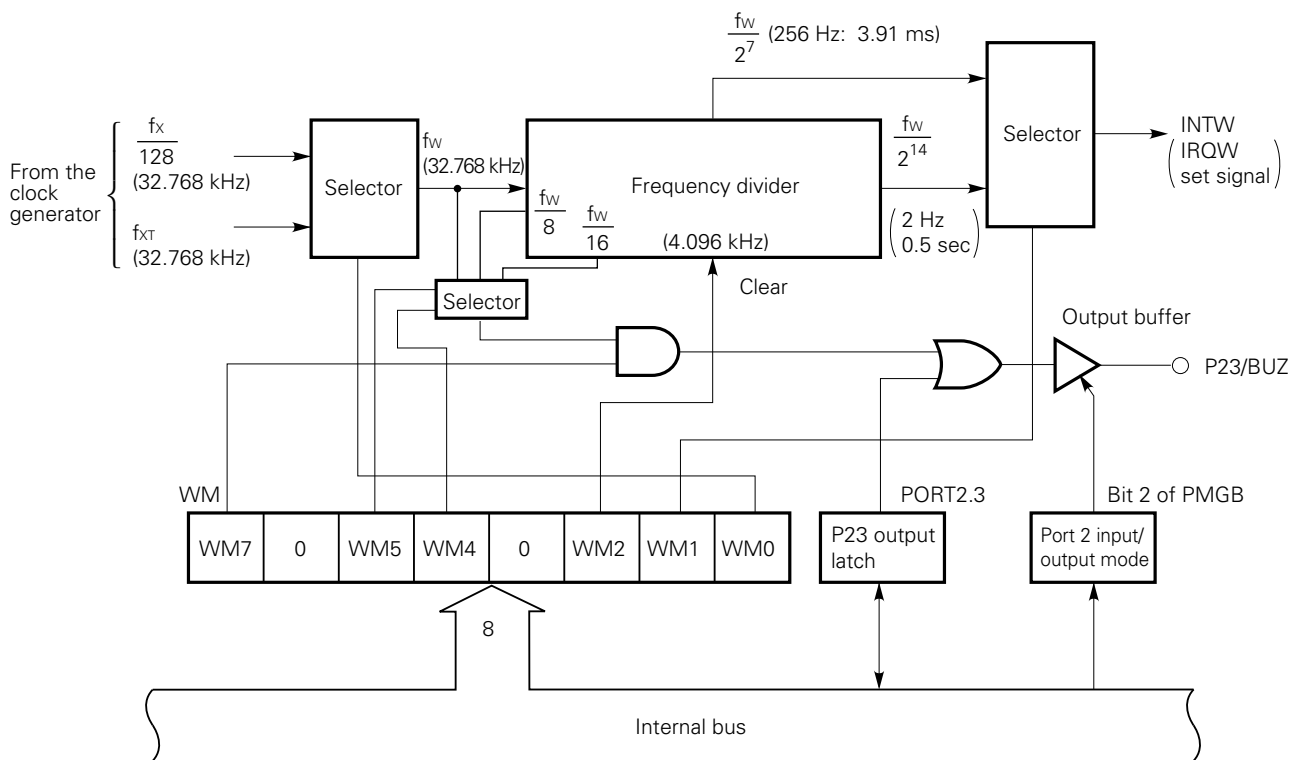 fW
27 (256 Hz: 3.91 ms)
From the
clock
generator
fX
128
(32.768 kHz)
fXT
(32.768 kHz)
Selector
fW
(32.768 kHz)
Frequency divider
fW
8
fW
16
(4.096 kHz)
fW
214
(2 Hz
0.5 sec)
Selector
INTW
(IRQW
set signal)
Selector
Clear
Output buffer
P23/BUZ
WM
PORT2.3
Bit 2 of PMGB
WM7 0 WM5 WM4 0 WM2 WM1 WM0
P23 output
latch
Port 2 input/
output mode
8
Internal bus